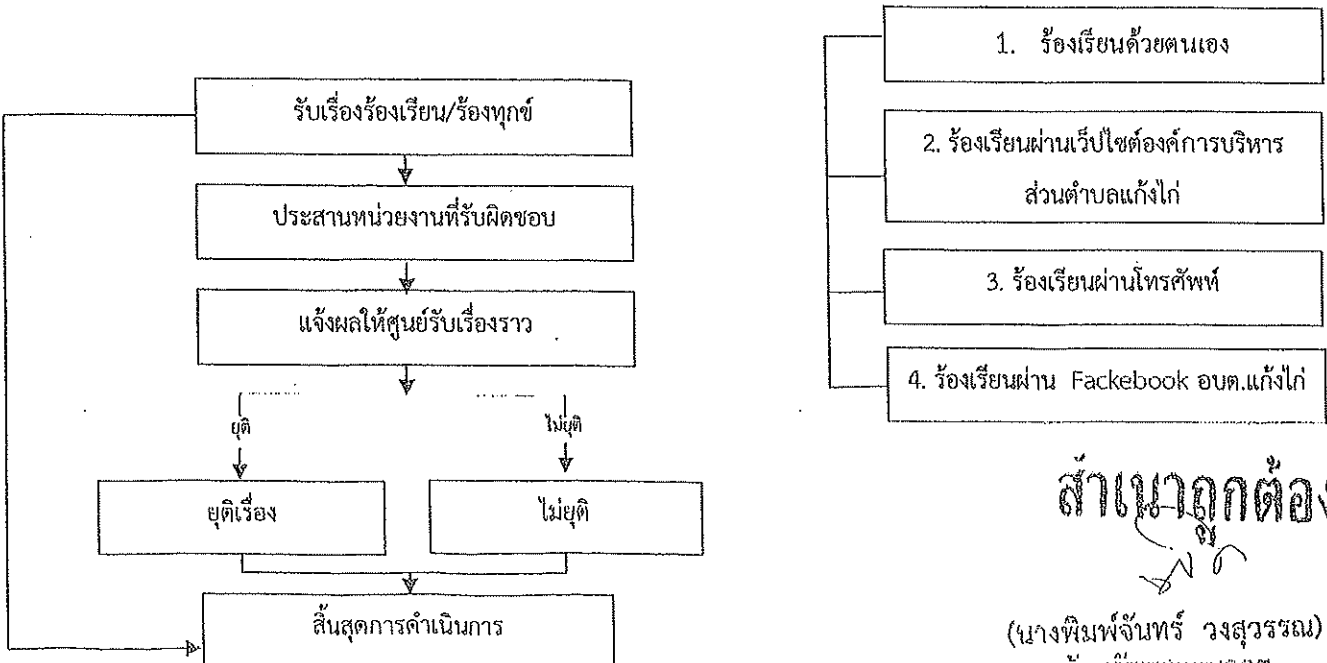 รับเรื่องร้องเรียน/ร้องทุกข์
ประสานหน่วยงานที่รับผิดชอบ
แจ้งผลให้ศูนย์รับเรื่องราว
ยุติ
ไม่ยุติ
ยุติเรื่อง
ไม่ยุติ
สิ้นสุดการดำเนินการ
1. ร้องเรียนด้วยตนเอง
2. ร้องเรียนผ่านเว็ปไซต์องค์การบริหาร
ส่วนตำบลแก้งไก่
3. ร้องเรียนผ่านโทรศัพท์
4. ร้องเรียนผ่าน Fackebook อบต.แก้งไก่
สำเนาถูกต้อง
(นางพิมพ์จันทร์ วงสุวรรณ)